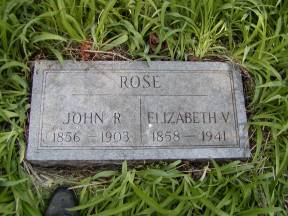 ROSE
JOHN R. ELIZABETH V.
1856 – 1903 1858 – 1941